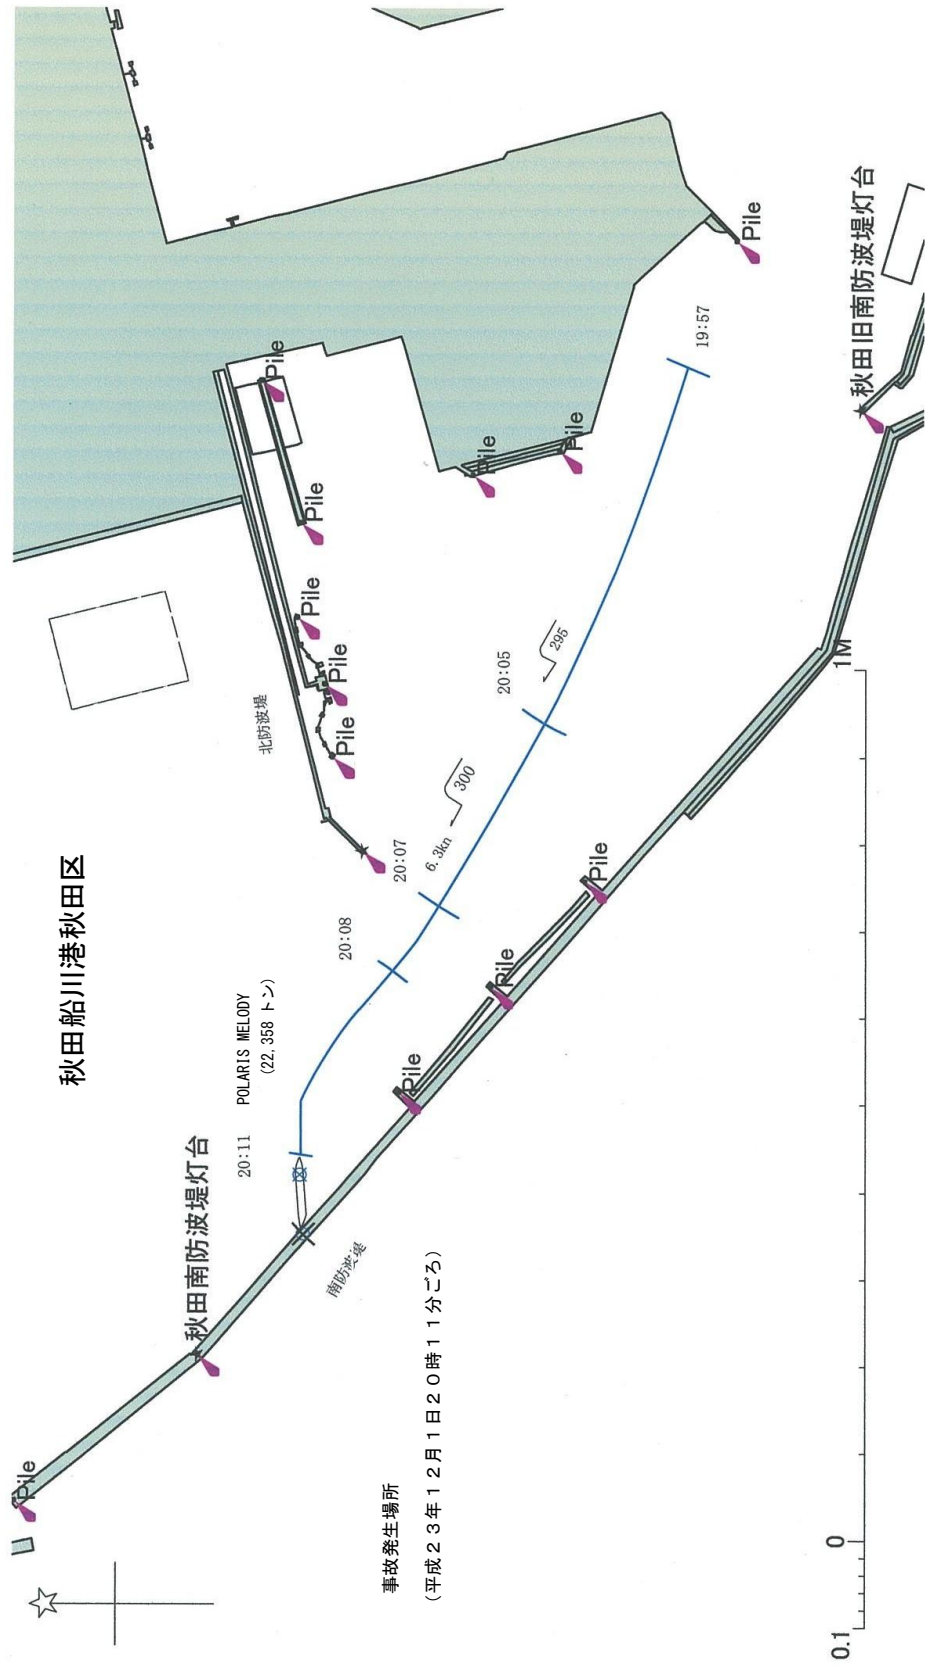 秋田船川港秋田区
Pile
Pile
Pile
Pile
Pile
Pile
Pile
Pile
北防波堤
秋田旧南防波堤灯台
19:57
295
20:05
300
6.3kn
20:07
20:08
POLARIS MELODY
(22,358 トン)
20:11
秋田南防波堤灯台
Pile
Pile
Pile
Pile
南防波堤
事故発生場所
(平成23年12月1日20時11分ごろ)
0.1
0
1M